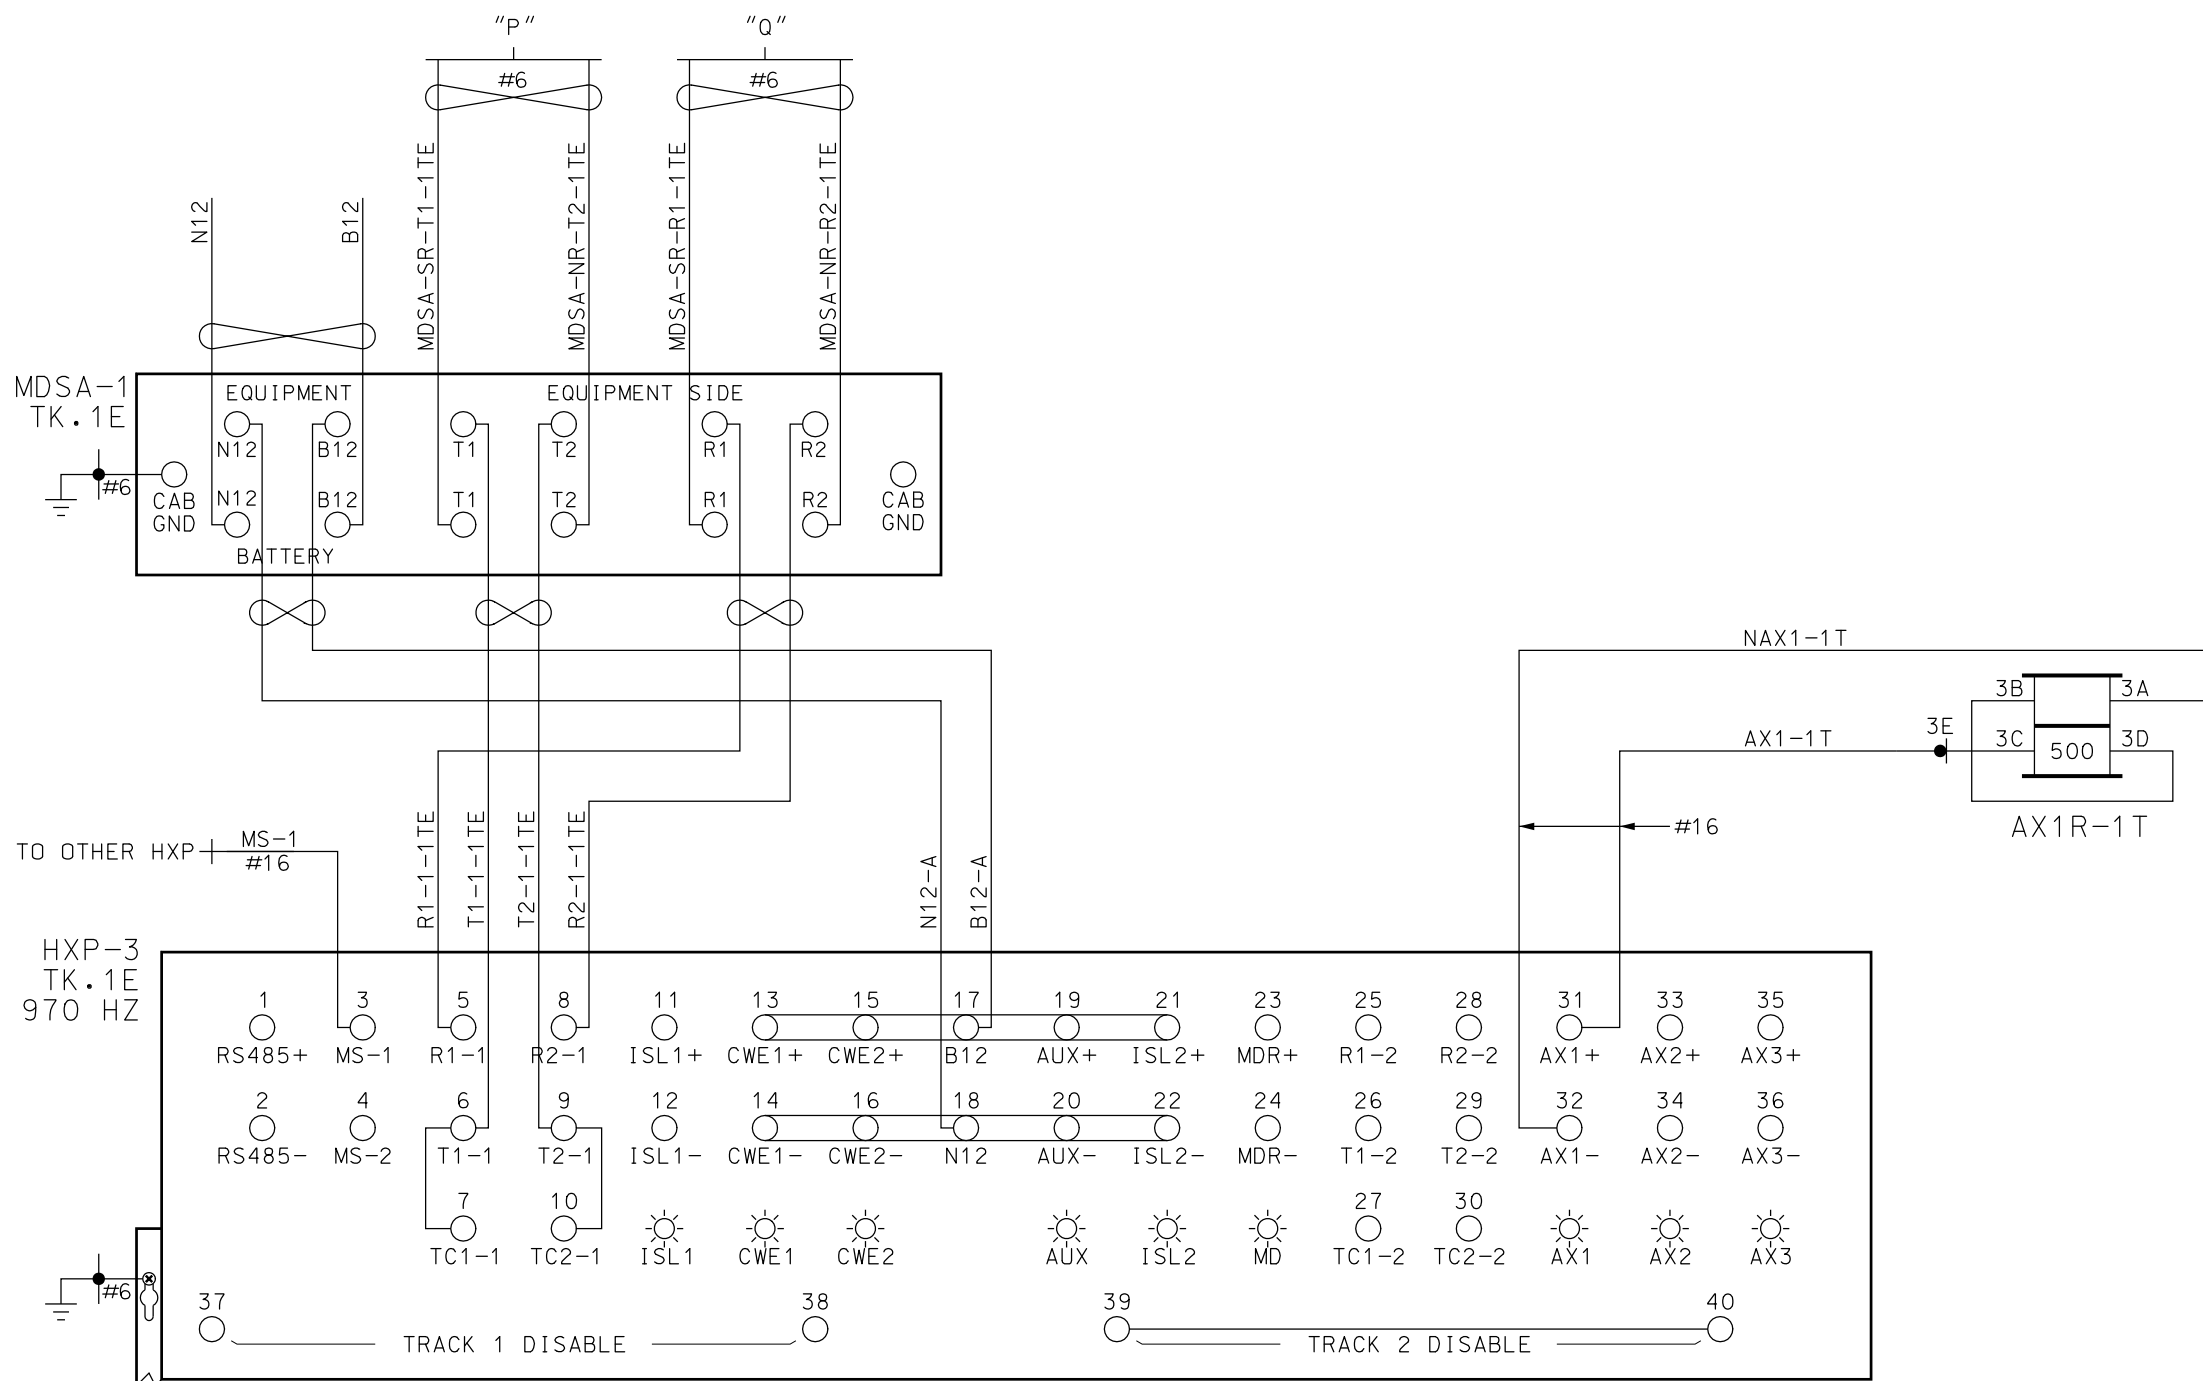 "P" "Q"
#6 #6
N12 B12 MDSA-SR-T1-1TE MDSA-NR-T2-1TE MDSA-SR-R1-1TE MDSA-NR-R2-1TE
MDSA-1
TK.1E
EQUIPMENT EQUIPMENT SIDE
N12 B12 T1 T2 R1 R2
#6
N12 B12 T1 T2 R1 R2
CAB
GND
CAB
GND
BATTERY
NAX1-1T
3B 3A
3E
AX1-1T 3C 500 3D
#16
AX1R-1T
TO OTHER HXP
MS-1
#16
R1-1-1TE T1-1-1TE T2-1-1TE R2-1-1TE N12-A B12-A
HXP-3
TK.1E
970 HZ
1 3 5 8 11 13 15 17 19 21 23 25 28 31 33 35
RS485+ MS-1 R1-1 R2-1 ISL1+ CWE1+ CWE2+ B12 AUX+ ISL2+ MDR+ R1-2 R2-2 AX1+ AX2+ AX3+
2 4 6 9 12 14 16 18 20 22 24 26 29 32 34 36
RS485- MS-2 T1-1 T2-1 ISL1- CWE1- CWE2- N12 AUX- ISL2- MDR- T1-2 T2-2 AX1- AX2- AX3-
7 10 27 30
TC1-1 TC2-1 ISL1 CWE1 CWE2 AUX ISL2 MD TC1-2 TC2-2 AX1 AX2 AX3
#6
37 38 39 40
TRACK 1 DISABLE TRACK 2 DISABLE